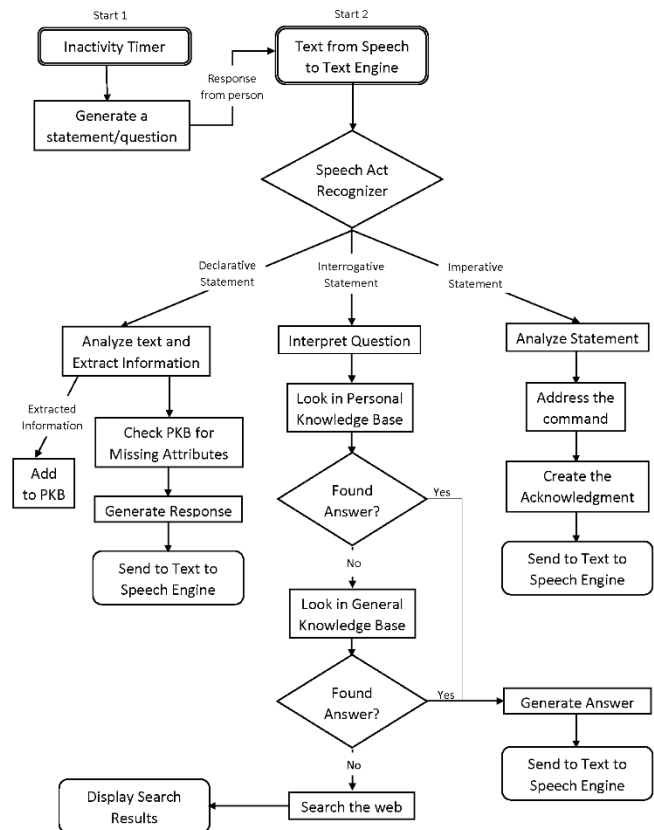 Start 1
Start 2
Inactivity Timer
Text from Speech
to Text Engine
Response
from person
Generate a
statement/question
Speech Act
Recognizer
Declarative
Statement
Interrogative
Statement
Imperative
Statement
Analyze text and
Extract Information
Interpret Question
Analyze Statement
Extracted
Information
Check PKB for
Missing Attributes
Look in Personal
Knowledge Base
Address the
command
Add
to PKB
Generate Response
Found
Answer?
Yes
Create the
Acknowledgment
Send to Text to
Speech Engine
No
Send to Text to
Speech Engine
Look in General
Knowledge Base
Found
Answer?
Yes
Generate Answer
No
Send to Text to
Speech Engine
Display Search
Results
Search the web